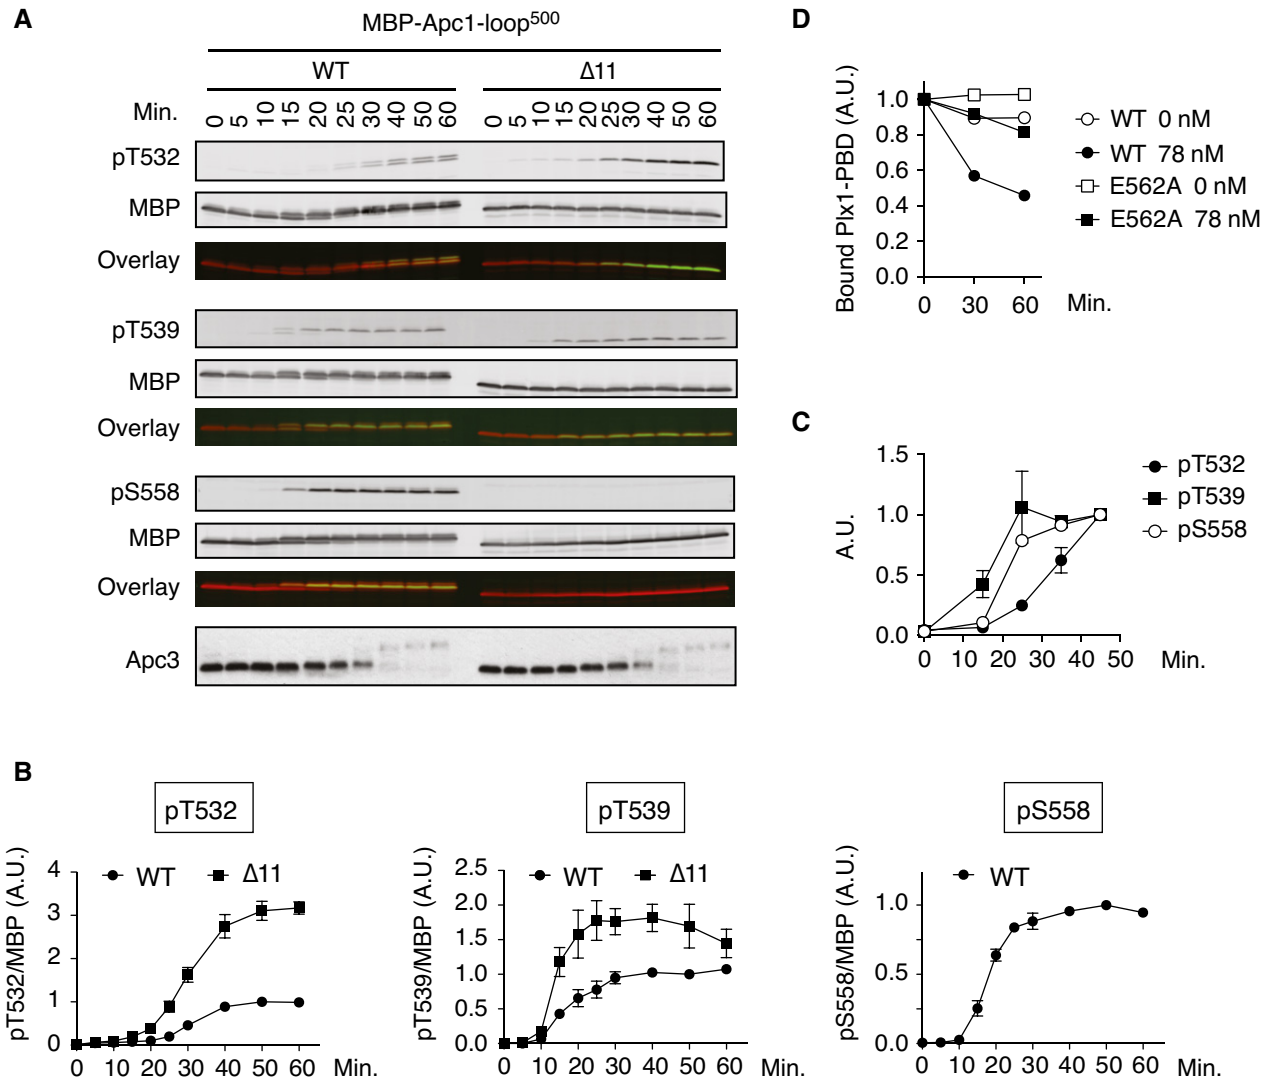 A
MBP-Apc1-loop500
WT
Δ11
Min. 0 5 10 15 20 25 30 40 50 60 0 5 10 15 20 25 30 40 50 60
pT532
MBP
Overlay
pT539
MBP
Overlay
pS558
MBP
Overlay
Apc3
D
Bound Plx1-PBD (A.U.)
1.0
0.8
0.6
0.4
0.2
0.0
0 30 60 Min.
WT 0 nM
WT 78 nM
E562A 0 nM
E562A 78 nM
C
A.U.
1.5
1.0
0.5
0.0
0 10 20 30 40 50 Min.
pT532
pT539
pS558
B
pT532
pT532/MBP (A.U.)
WT Δ11
4
3
2
1
0
0 10 20 30 40 50 60 Min.
pT539
pT539/MBP (A.U.)
WT Δ11
2.5
2.0
1.5
1.0
0.5
0.0
0 10 20 30 40 50 60 Min.
pS558
pS558/MBP (A.U.)
WT
1.0
0.5
0.0
0 10 20 30 40 50 60 Min.